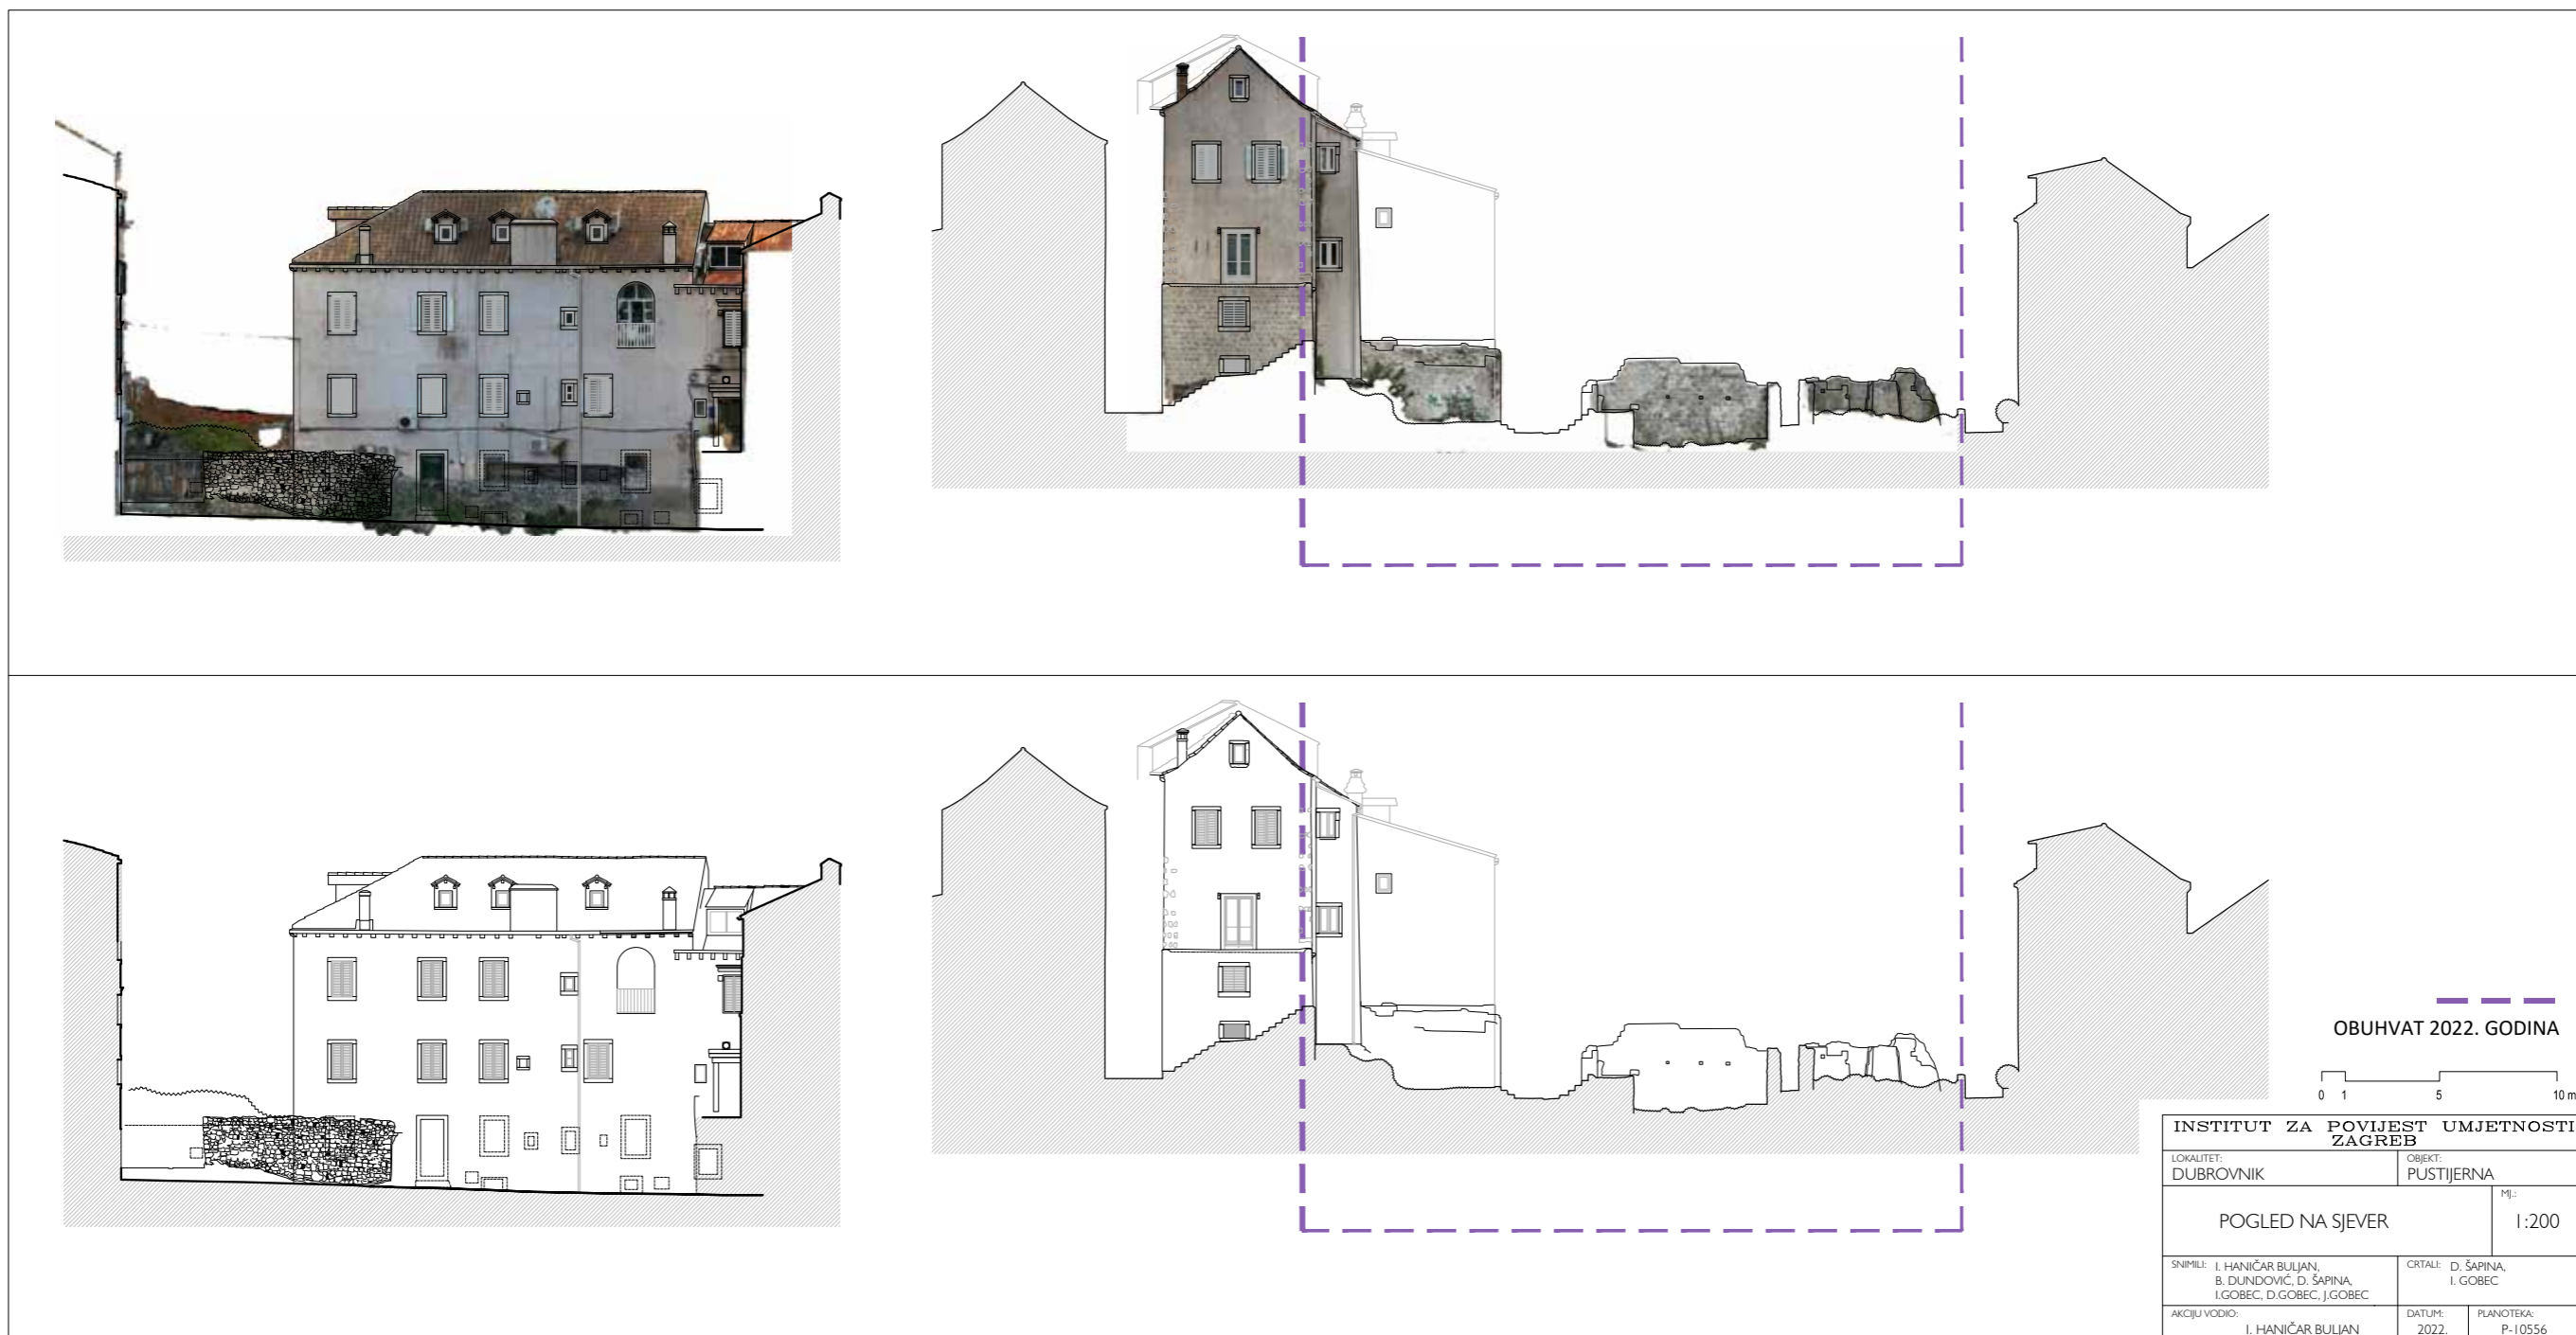 OBUHVAT 2022. GODINA
0 1 5 10 m
INSTITUT ZA POVIJEST UMJETNOSTI
ZAGREB
LOKALITET:
DUBROVNIK
OBJEKT:
PUSTIJERNA
POGLED NA SJEVER
MJ.:
1:200
SNIMILI: I. HANIČAR BULJAN,
B. DUNDOVIĆ, D. ŠAPINA,
I.GOBEC, D.GOBEC, J.GOBEC
CRTALI: D. ŠAPINA,
I. GOBEC
AKCIJU VODIO:
I. HANIČAR BULJAN
DATUM:
2022.
PLANOTEKA:
P-10556